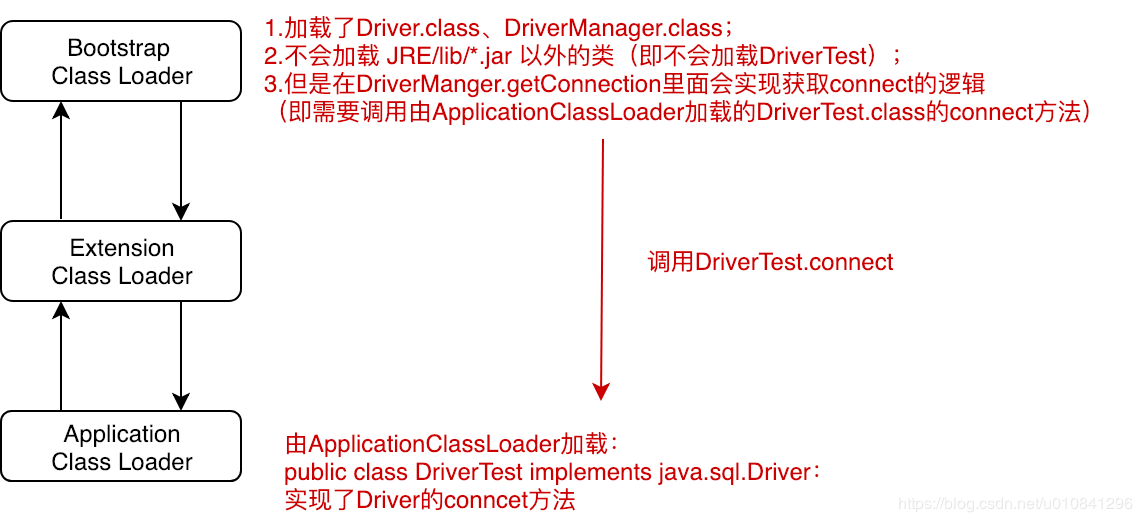 Bootstrap
Class Loader
1.加载了Driver.class、DriverManager.class；
2.不会加载 JRE/lib/*.jar 以外的类（即不会加载DriverTest）；
3.但是在DriverManger.getConnection里面会实现获取connect的逻辑
（即需要调用由ApplicationClassLoader加载的DriverTest.class的connect方法）
Extension
Class Loader
调用DriverTest.connect
Application
Class Loader
由ApplicationClassLoader加载：
public class DriverTest implements java.sql.Driver：
实现了Driver的conncet方法
https://blog.csdn.net/u010841296